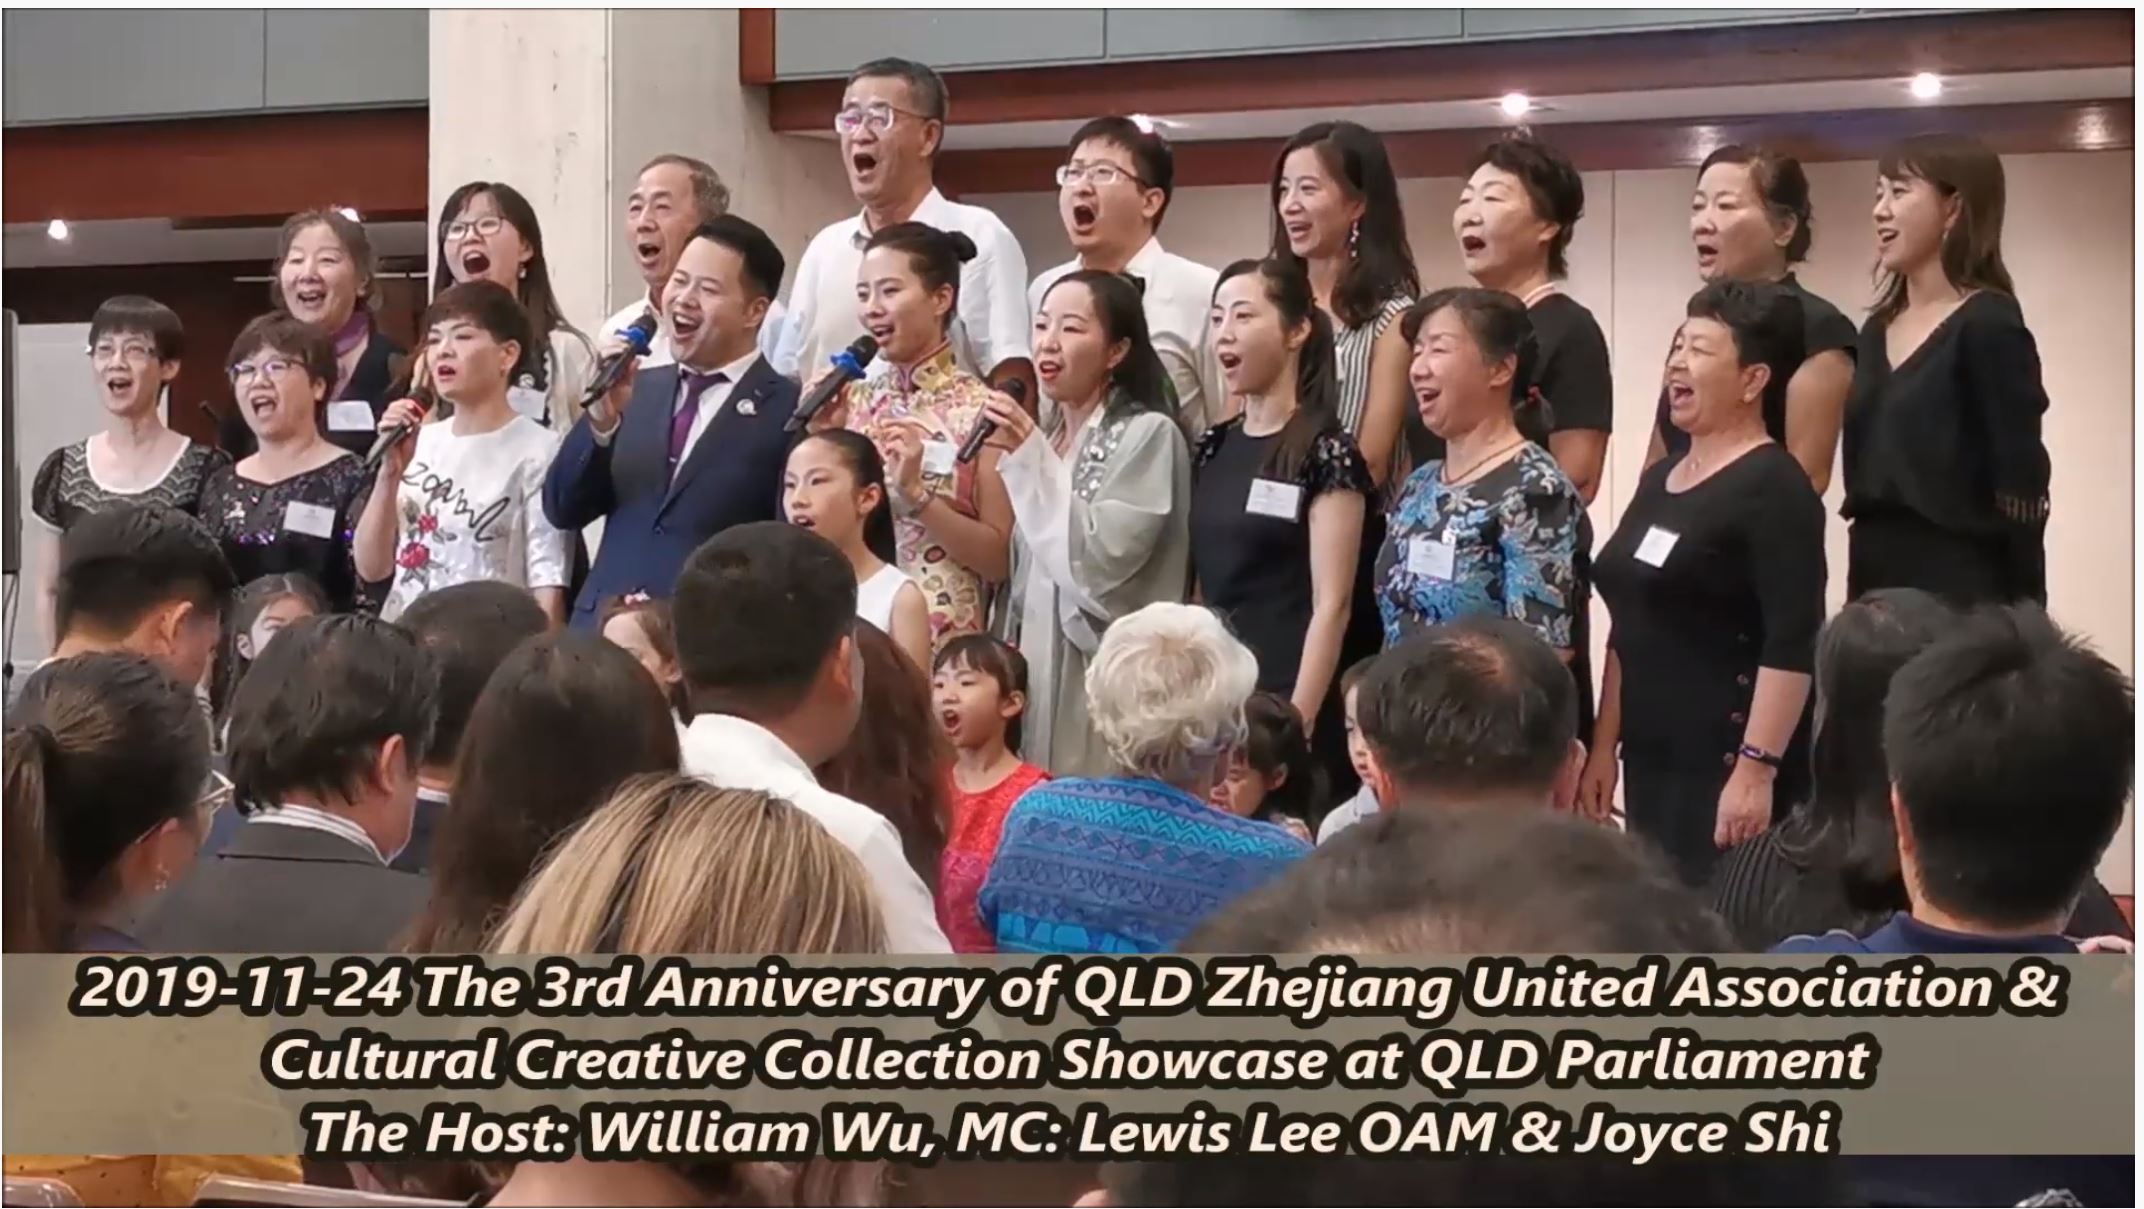 2019-11-24 The 3rd Anniversary of QLD Zhejiang United Association &
Cultural Creative Collection Showcase at QLD Parliament
The Host: William Wu, MC: Lewis Lee OAM & Joyce Shi